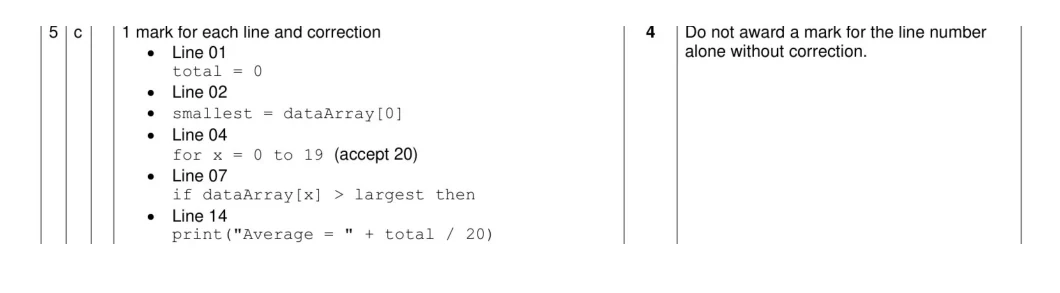 5 c 1 mark for each line and correction 4 Do not award a mark for the line number
• Line 01 alone without correction.
total = 0
• Line 02
• smallest = dataArray[0]
• Line 04
for x = 0 to 19 (accept 20)
• Line 07
if dataArray[x] > largest then
• Line 14
print("Average = " + total / 20)